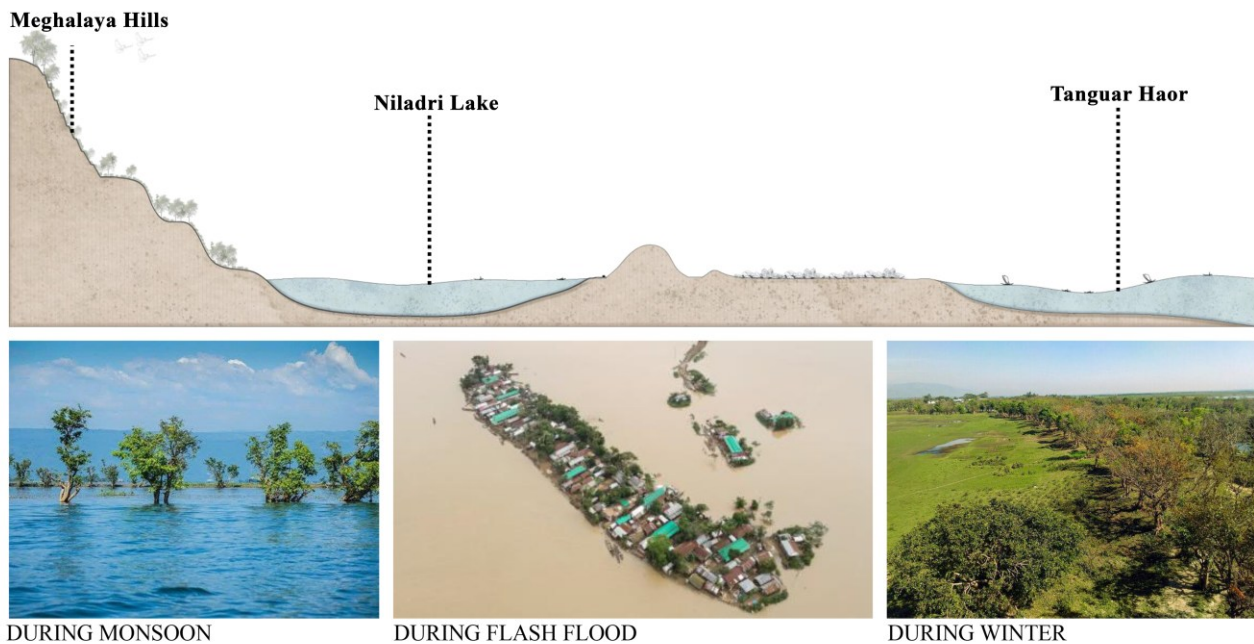 Meghalaya Hills
Niladri Lake
Tanguar Haor
DURING MONSOON
DURING FLASH FLOOD
DURING WINTER